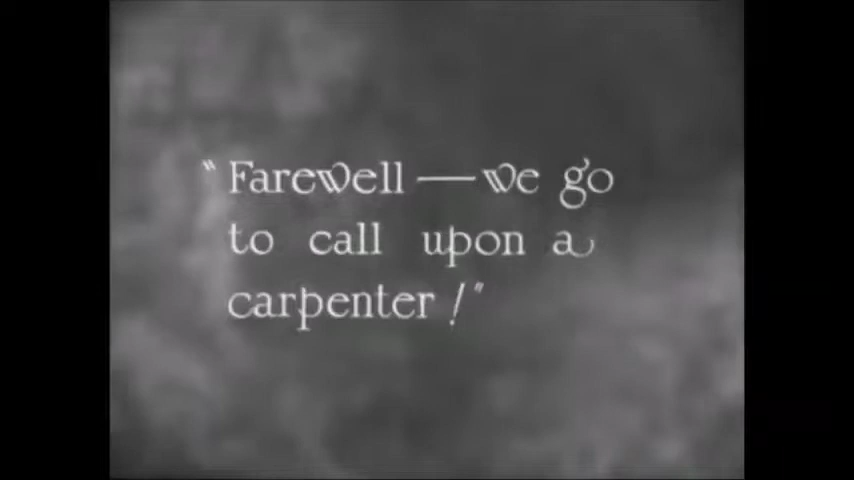 "Farewell — we go
to call upon a
carpenter!"